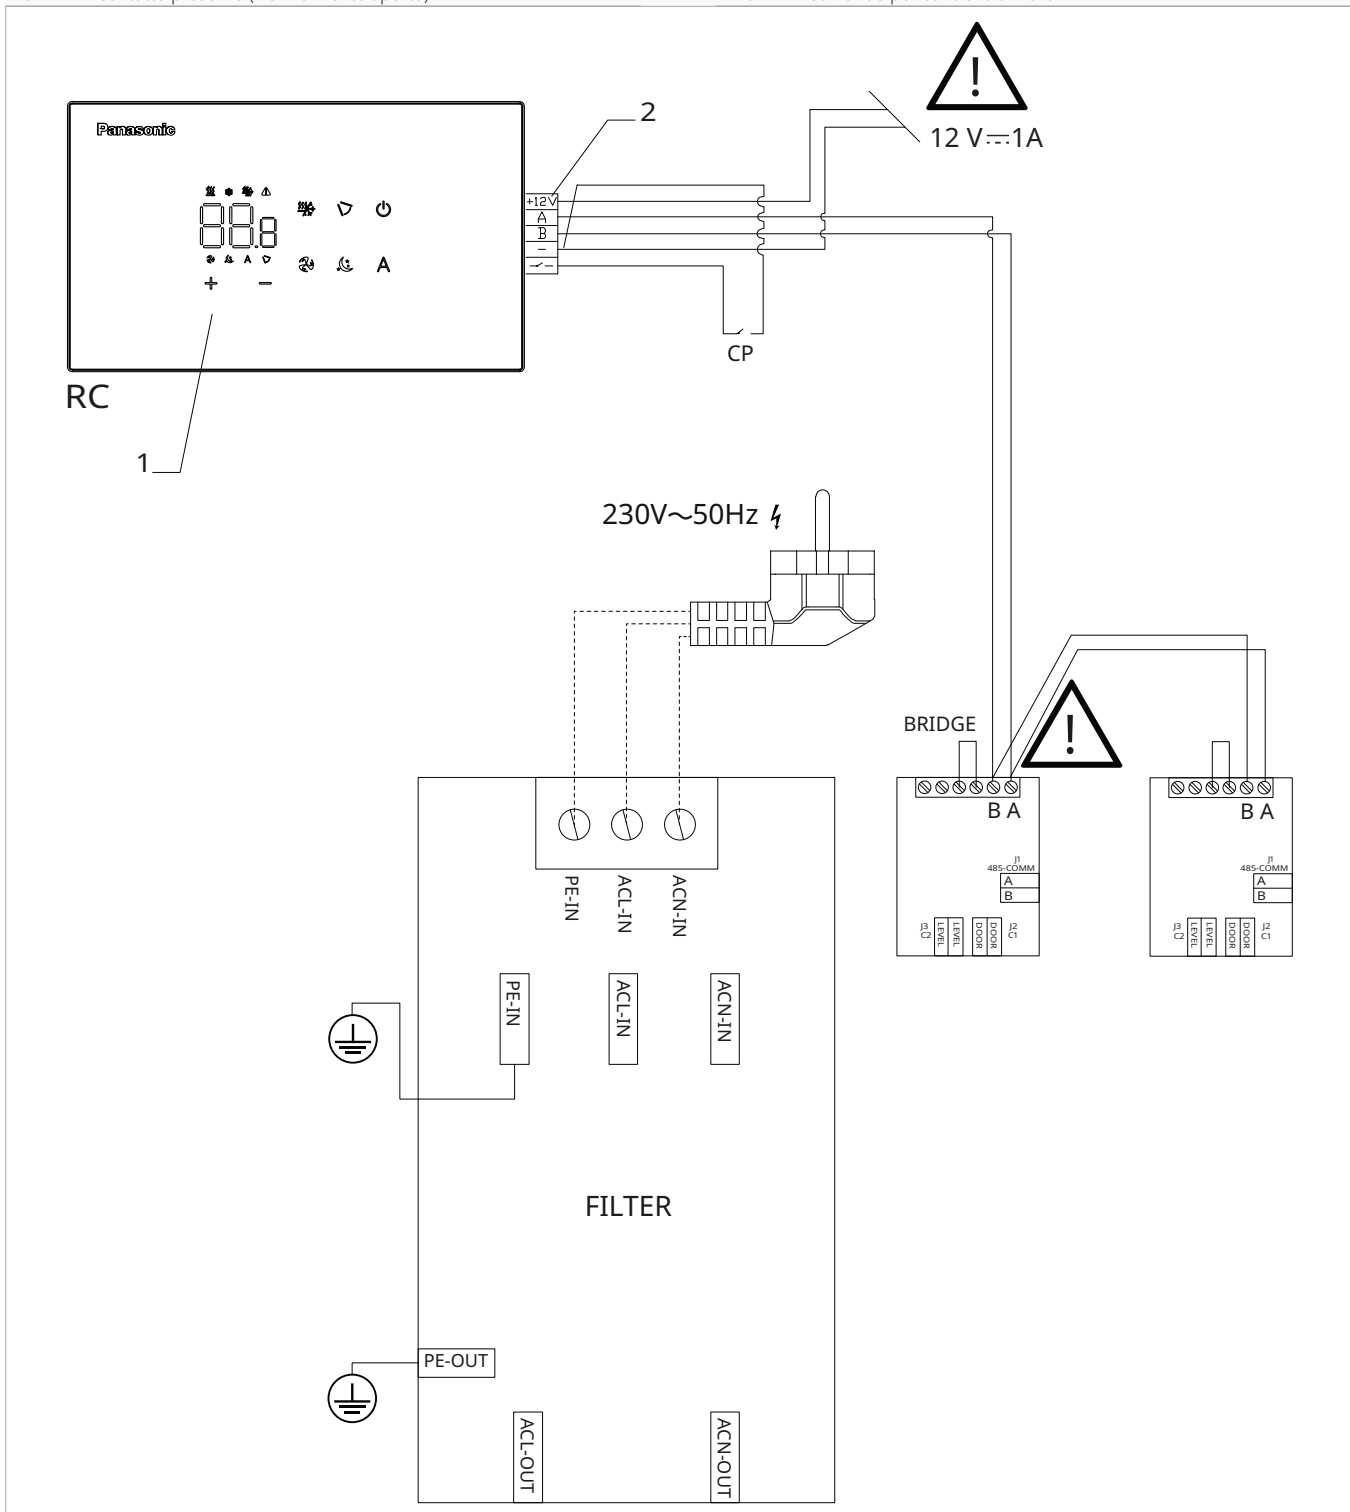 2
12 V 1A
Panasonic
+12V
A
B
–
88.8
A
+ –
A
CP
RC
1
230V~50Hz
BRIDGE
B A
B A
J1
485-COMM
A
B
J3
C2
LEVEL
LEVEL
DOOR
DOOR
J2
C1
J1
485-COMM
A
B
J3
C2
LEVEL
LEVEL
DOOR
DOOR
J2
C1
PE-IN
ACL-IN
ACN-IN
PE-IN
ACL-IN
ACN-IN
FILTER
PE-OUT
ACL-OUT
ACN-OUT